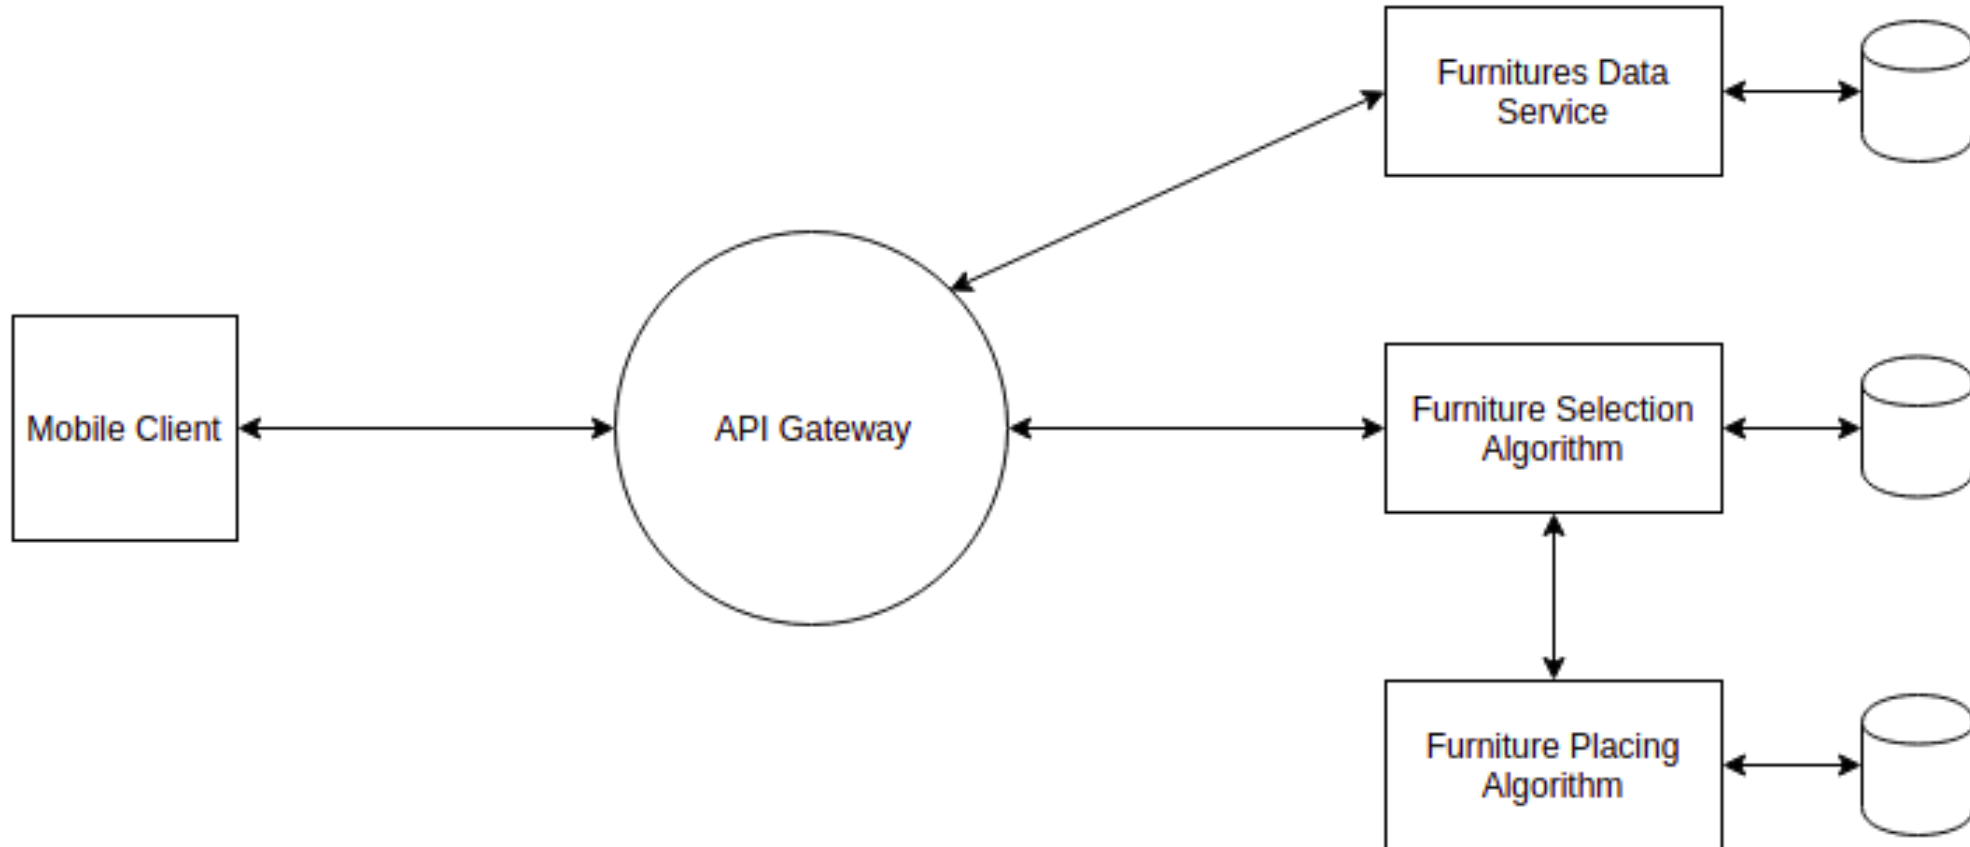 Furnitures Data
Service
Mobile Client
API Gateway
Furniture Selection
Algorithm
Furniture Placing
Algorithm